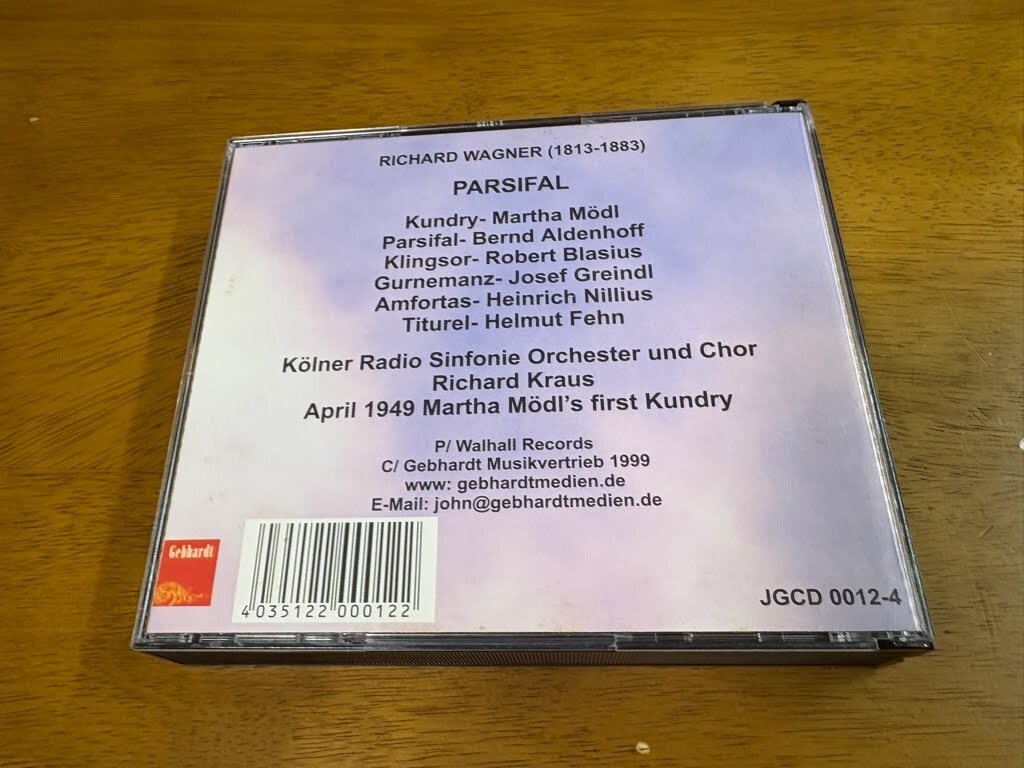 RICHARD WAGNER (1813-1883)
PARSIFAL
Kundry- Martha Mödl
Parsifal- Bernd Aldenhoff
Klingsor- Robert Blasius
Gurnemanz- Josef Greindl
Amfortas- Heinrich Nillius
Titurel- Helmut Fehn
Kölner Radio Sinfonie Orchester und Chor
Richard Kraus
April 1949 Martha Mödl's first Kundry
P/ Walhall Records
C/ Gebhardt Musikvertrieb 1999
www: gebhardtmedien.de
E-Mail: john@gebhardtmedien.de
Gebhardt
4 035122 000122
JGCD 0012-4